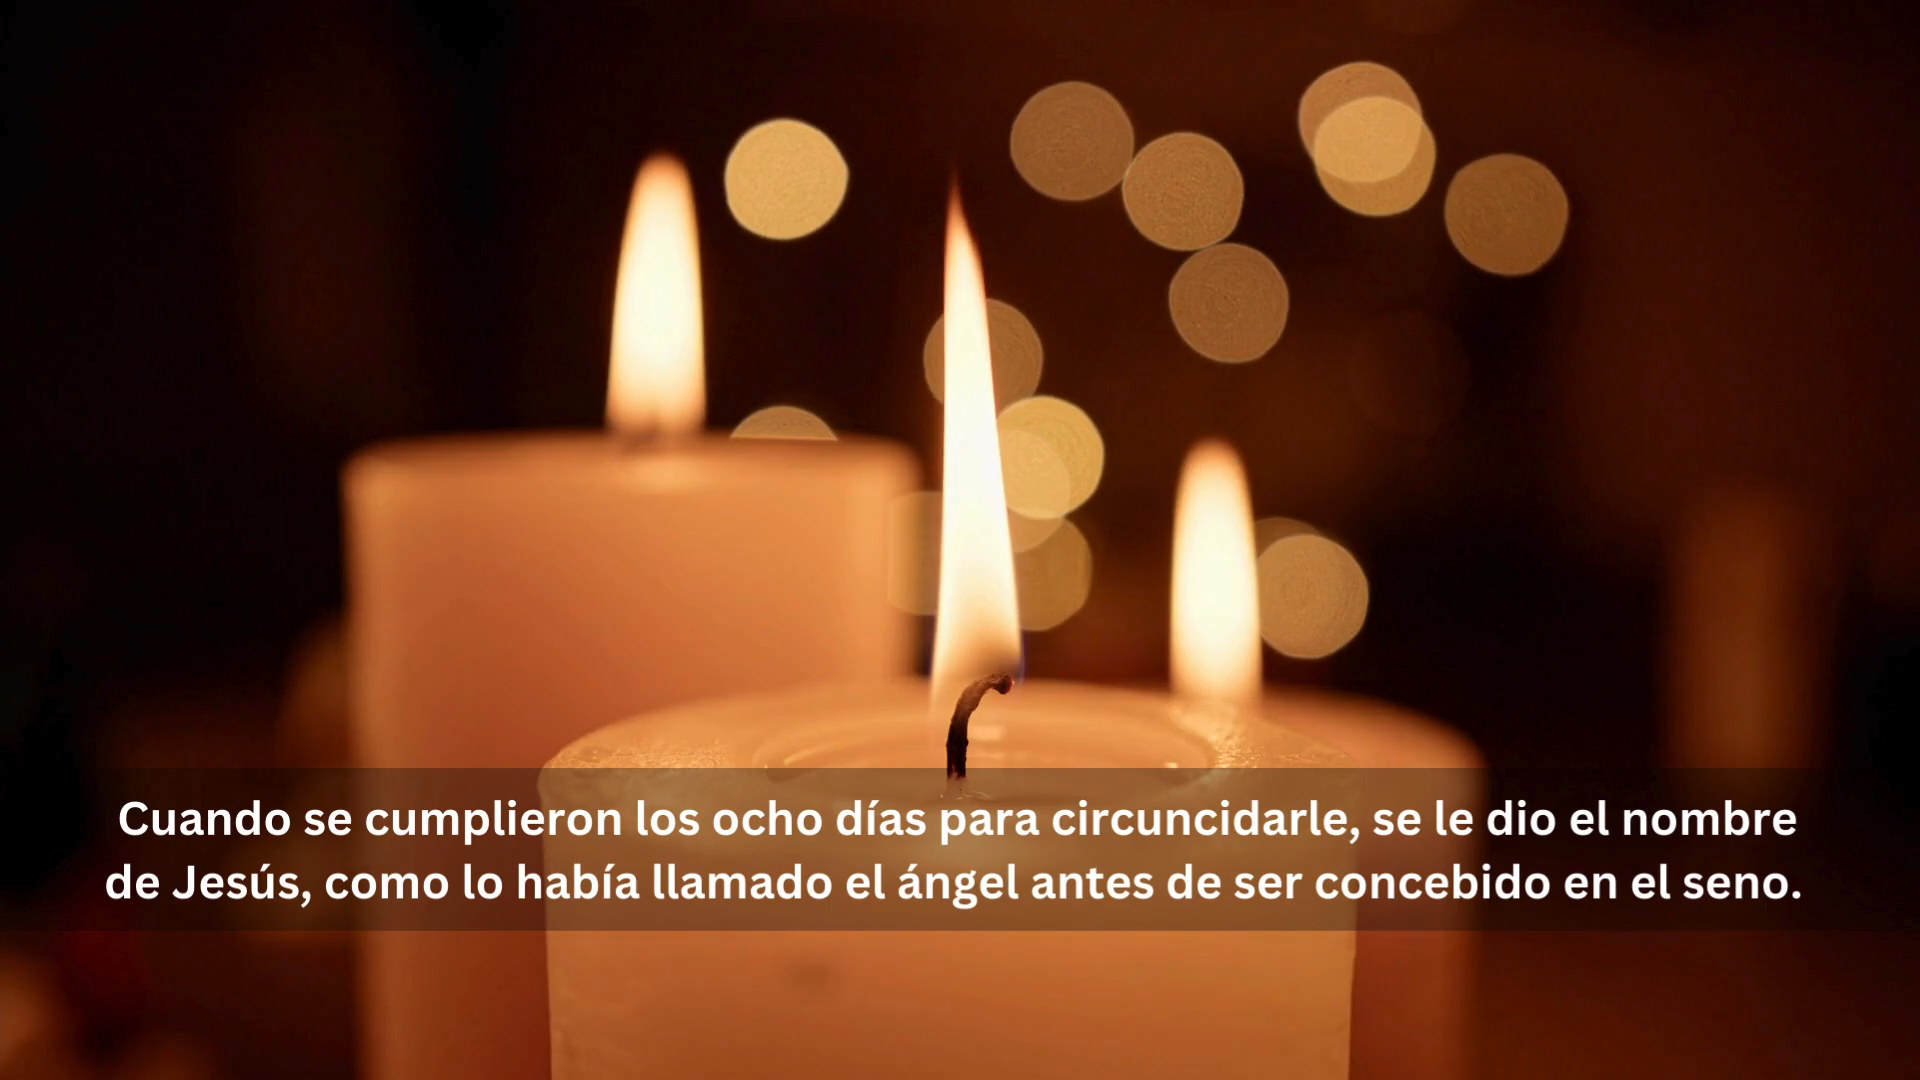 Cuando se cumplieron los ocho días para circuncidarle, se le dio el nombre
de Jesús, como lo había llamado el ángel antes de ser concebido en el seno.